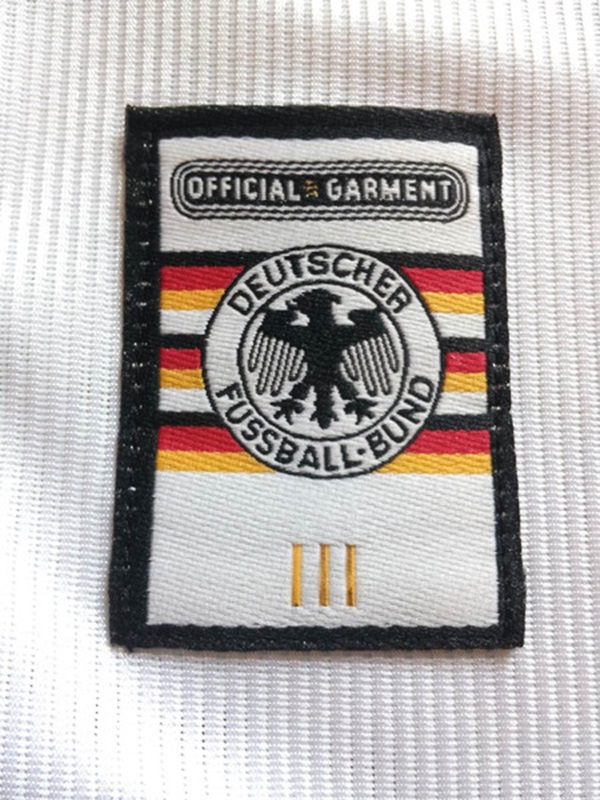 OFFICIAL GARMENT
DEUTSCHER
FUSSBALL-BUND